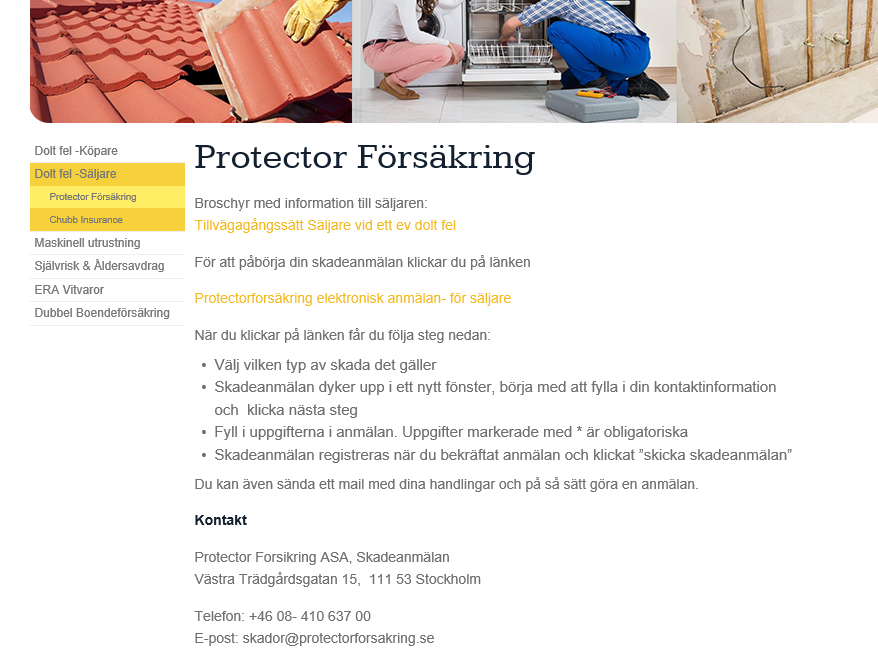 Dolt fel -Köpare
Dolt fel -Säljare
Protector Försäkring
Chubb Insurance
Maskinell utrustning
Självrisk & Åldersavdrag
ERA Vitvaror
Dubbel Boendeförsäkring
Protector Försäkring
Broschyr med information till säljaren:
Tillvägagångssätt Säljare vid ett ev dolt fel
För att påbörja din skadeanmälan klickar du på länken
Protectorforsäkring elektronisk anmälan- för säljare
När du klickar på länken får du följa steg nedan:
• Välj vilken typ av skada det gäller
• Skadeanmälan dyker upp i ett nytt fönster, börja med att fylla i din kontaktinformation
och  klicka nästa steg
• Fyll i uppgifterna i anmälan. Uppgifter markerade med * är obligatoriska
• Skadeanmälan registreras när du bekräftat anmälan och klickat ”skicka skadeanmälan”
Du kan även sända ett mail med dina handlingar och på så sätt göra en anmälan.
Kontakt
Protector Forsikring ASA, Skadeanmälan
Västra Trädgårdsgatan 15,  111 53 Stockholm
Telefon: +46 08- 410 637 00
E-post: skador@protectorforsakring.se